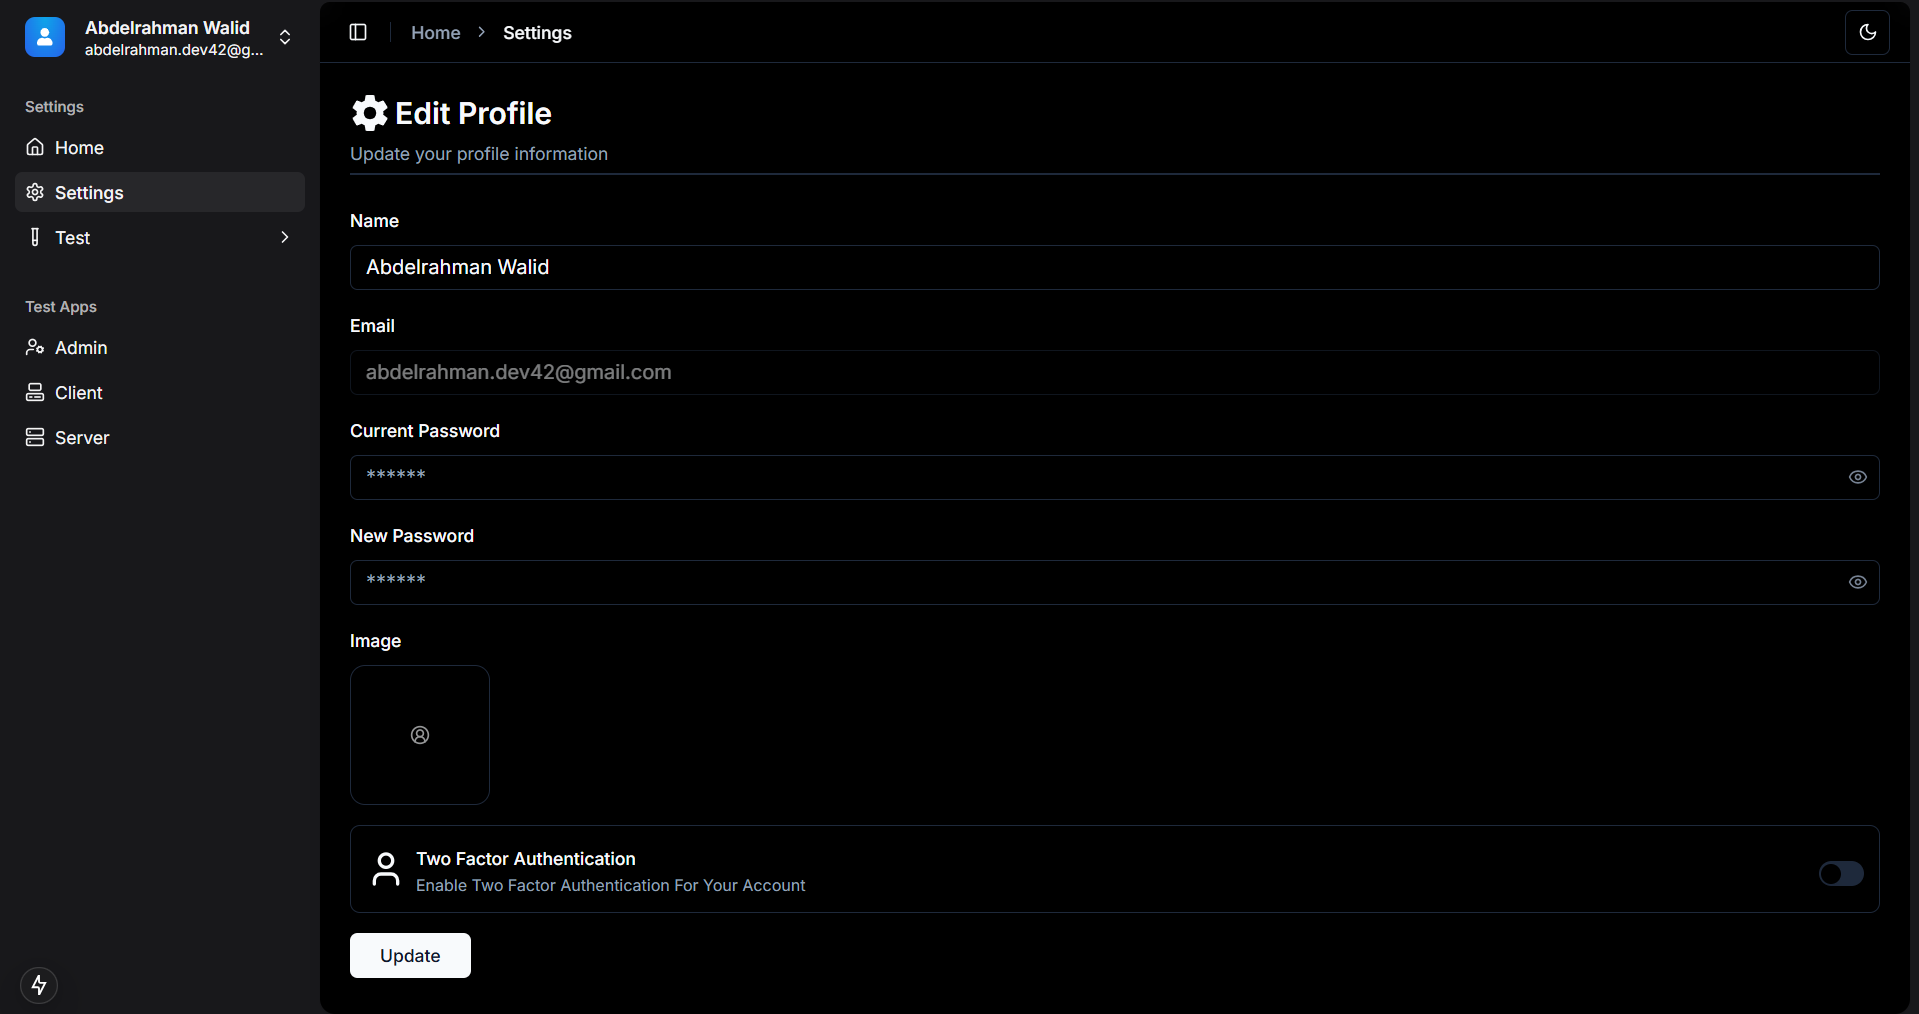 Abdelrahman Walid
abdelrahman.dev42@g...
Settings
Home
Settings
Test
Test Apps
Admin
Client
Server
Home > Settings
Edit Profile
Update your profile information
Name
Abdelrahman Walid
Email
abdelrahman.dev42@gmail.com
Current Password
******
New Password
******
Image
Two Factor Authentication
Enable Two Factor Authentication For Your Account
Update